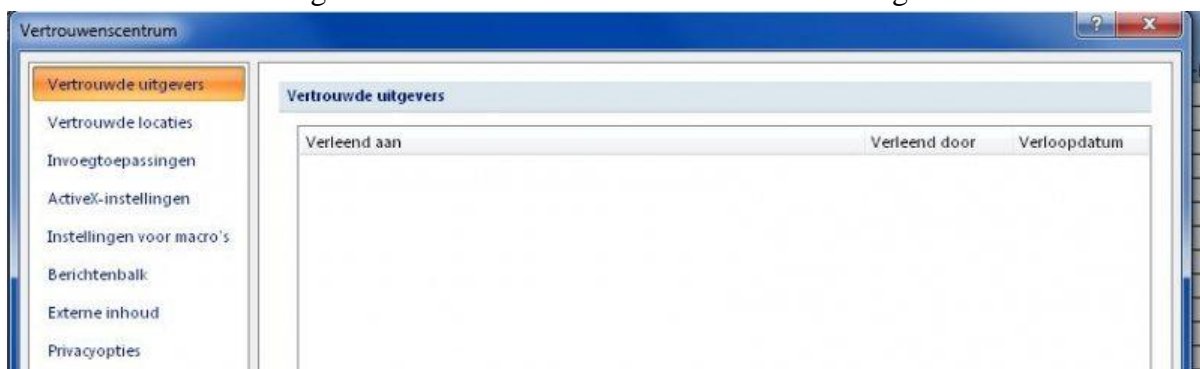 Vertrouwenscentrum
Vertrouwde uitgevers
Vertrouwde locaties
Invoegtoepassingen
ActiveX-instellingen
Instellingen voor macro's
Berichtenbalk
Externe inhoud
Privacyopties
Vertrouwde uitgevers
Verleend aan Verleend door Verloopdatum